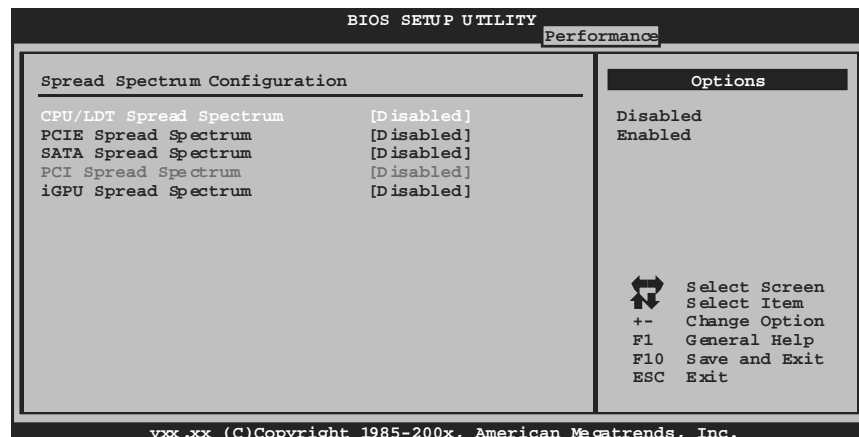 BIOS SETUP UTILITY
Performance
Spread Spectrum Configuration
CPU/LDT Spread Spectrum [Disabled]
PCIE Spread Spectrum [Disabled]
SATA Spread Spectrum [Disabled]
PCI Spread Spectrum [Disabled]
iGPU Spread Spectrum [Disabled]
Options
Disabled
Enabled
Select Screen
Select Item
+- Change Option
F1 General Help
F10 Save and Exit
ESC Exit
vxx.xx (C)Copyright 1985-200x, American Megatrends, Inc.